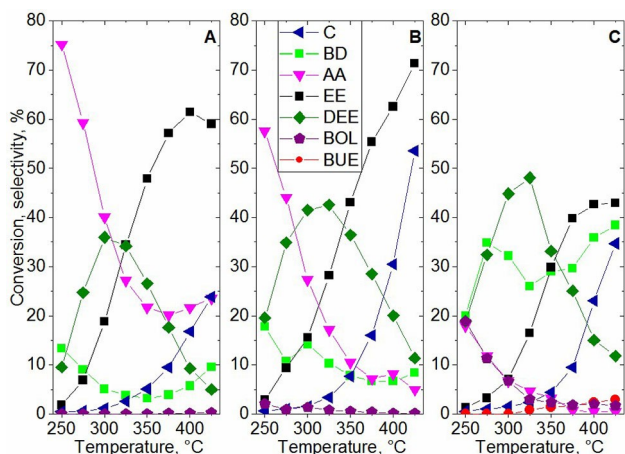 A
B
C
C
BD
AA
EE
DEE
BOL
BUE
Conversion, selectivity, %
80
70
60
50
40
30
20
10
0
250 300 350 400
250 300 350 400
250 300 350 400
Temperature, °C
Temperature, °C
Temperature, °C